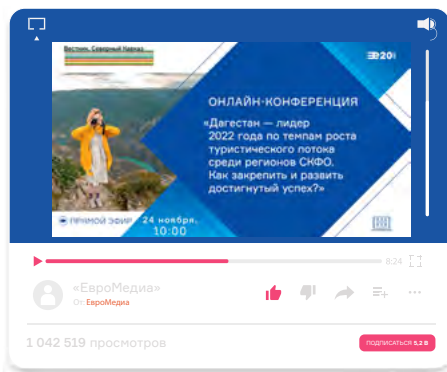 Вестник. Северный Кавказ
20
ОНЛАЙН-КОНФЕРЕНЦИЯ
«Дагестан — лидер
2022 года по темпам роста
туристического потока
среди регионов СКФО.
Как закрепить и развить
достигнутый успех?»
ПРЯМОЙ ЭФИР
24 ноября,
10:00
8:24
«ЕвроМедиа»
От ЕвроМедиа
1 042 519 просмотров
ПОДПИСАТЬСЯ 5,2 В